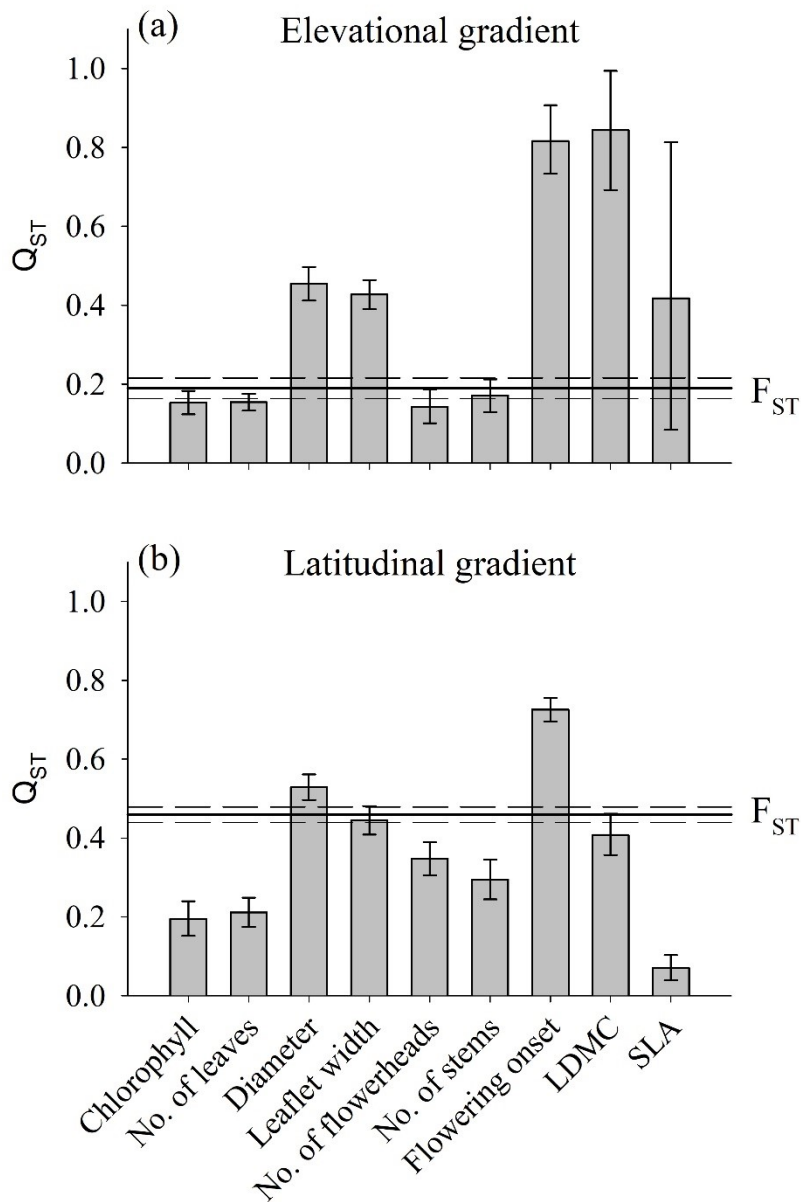 (a) Elevational gradient
1.0
0.8
0.6
0.4
0.2
0.0
QST
FST
(b) Latitudinal gradient
1.0
0.8
0.6
0.4
0.2
0.0
QST
FST
Chlorophyll
No. of leaves
Diameter
Leaflet width
No. of flowerheads
No. of stems
Flowering onset
LDMC
SLA